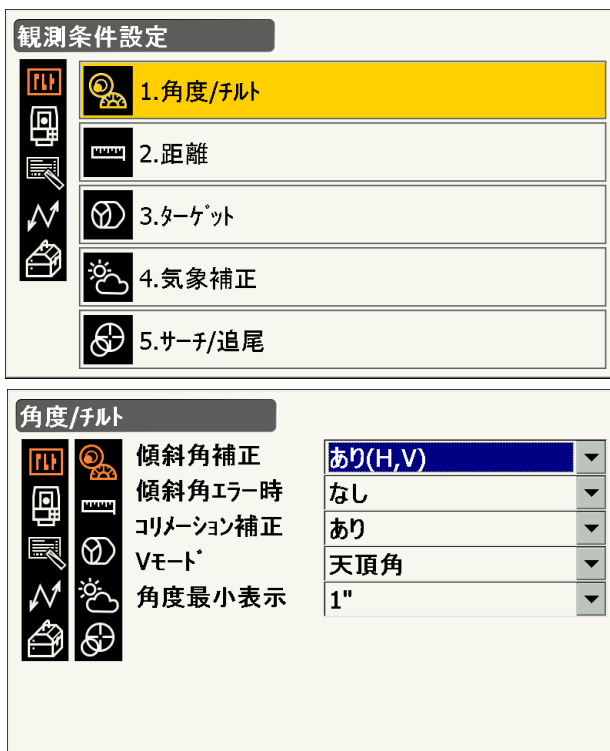 観測条件設定
1.角度/ﾁﾙﾄ
2.距離
3.ﾀｰｹﾞｯﾄ
4.気象補正
5.ｻｰﾁ/追尾
角度/ﾁﾙﾄ
傾斜角補正 あり(H,V)
傾斜角ｴﾗｰ時 なし
ｺﾘﾒｰｼｮﾝ補正 あり
Vﾓｰﾄﾞ 天頂角
角度最小表示 1"